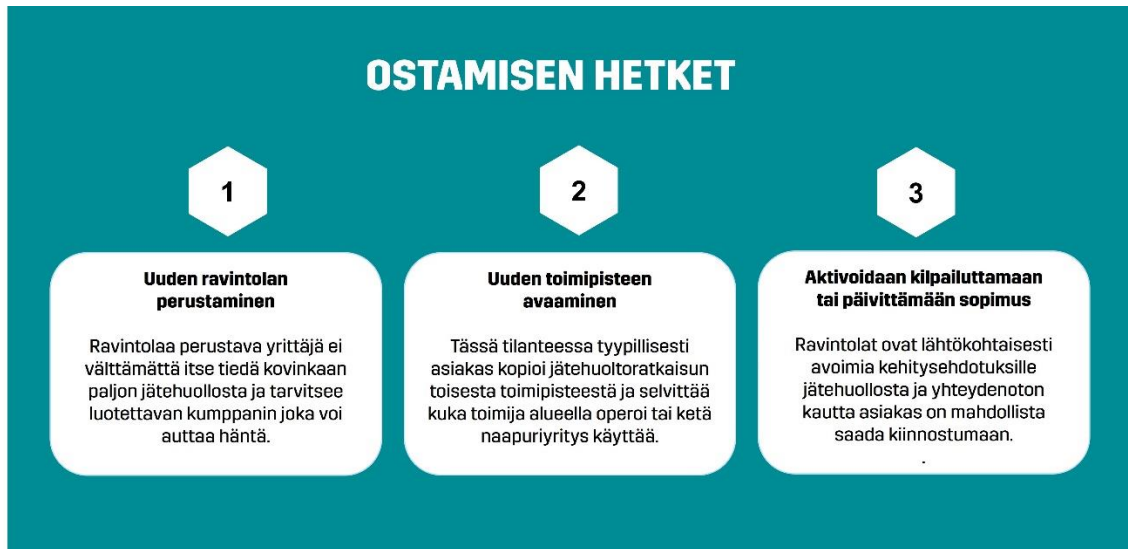 OSTAMISEN HETKET
1
Uuden ravintolan
perustaminen
Ravintolaa perustava yrittäjä ei
välttämättä itse tiedä kovinkaan
paljon jätehuollosta ja tarvitsee
luotettavan kumppanin joka voi
auttaa häntä.
2
Uuden toimipisteen
avaaminen
Tässä tilanteessa tyypillisesti
asiakas kopioi jätehuoltoratkaisun
toisesta toimipisteestä ja selvittää
kuka toimija alueella operoi tai ketä
naapuriyritys käyttää.
3
Aktivoidaan kilpailuttamaan
tai päivittämään sopimus
Ravintolat ovat lähtökohtaisesti
avoimia kehitysehdotuksille
jätehuollosta ja yhteydenoton
kautta asiakas on mahdollista
saada kiinnostumaan.
.